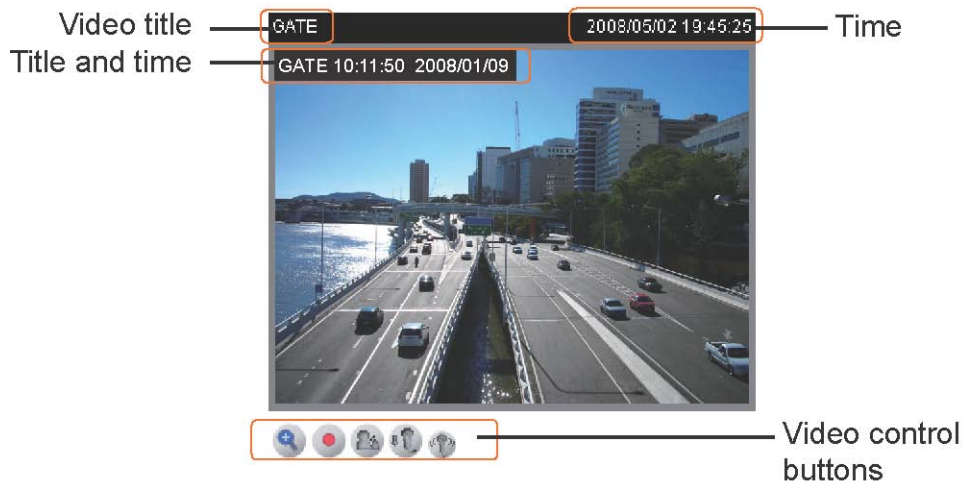 Video title
GATE
2008/05/02 19:45:25
Time
Title and time
GATE 10:11:50 2008/01/09
Video control
buttons